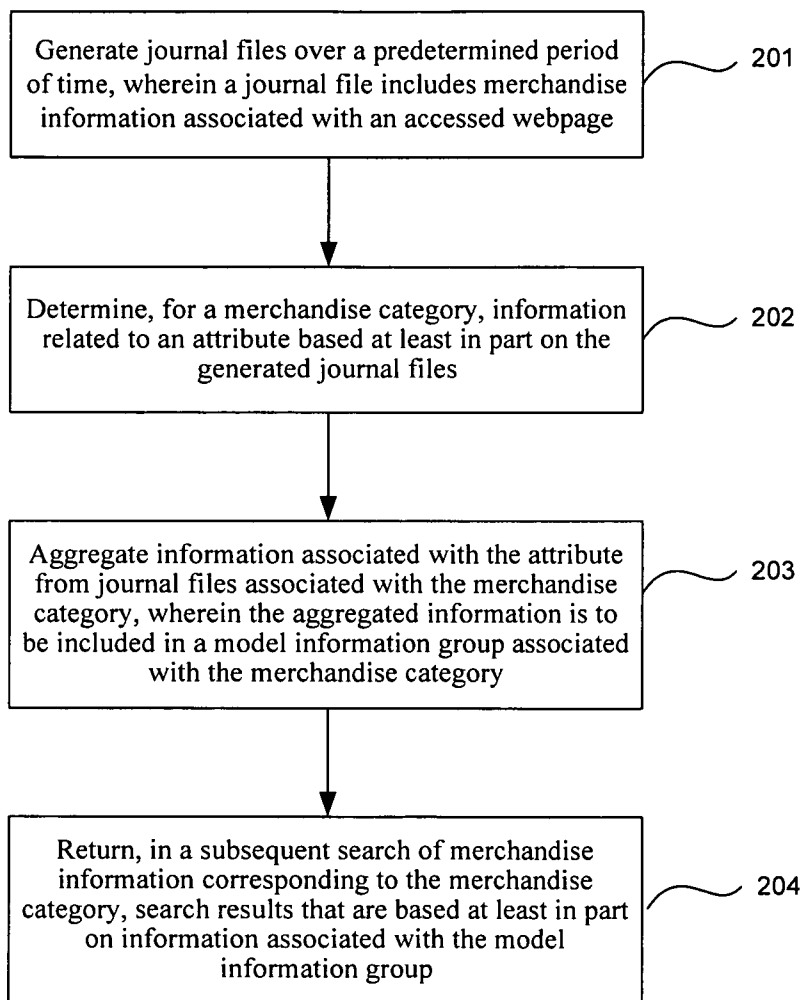 Generate journal files over a predetermined period
of time, wherein a journal file includes merchandise
information associated with an accessed webpage
201
Determine, for a merchandise category, information
related to an attribute based at least in part on the
generated journal files
202
Aggregate information associated with the attribute
from journal files associated with the merchandise
category, wherein the aggregated information is to
be included in a model information group associated
with the merchandise category
203
Return, in a subsequent search of merchandise
information corresponding to the merchandise
category, search results that are based at least in part
on information associated with the model
information group
204